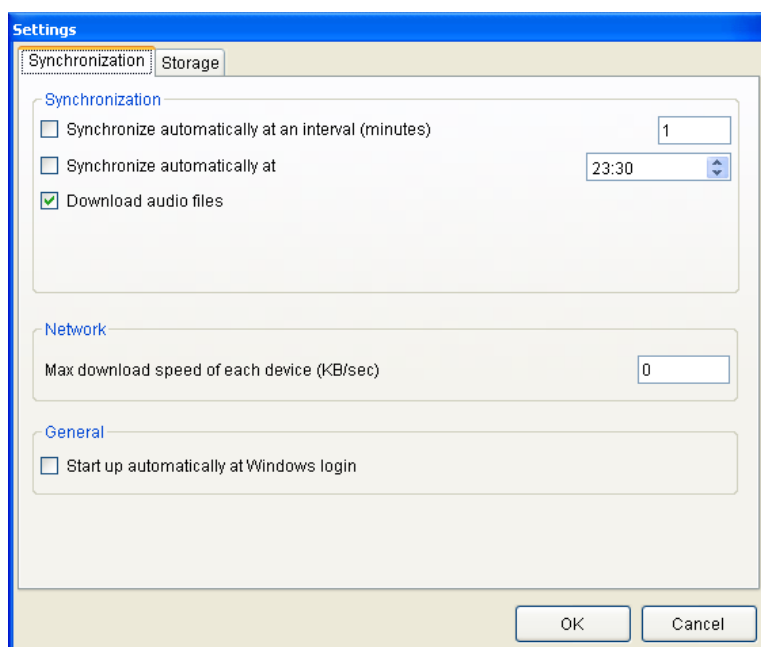 Settings
Synchronization Storage
Synchronization
Synchronize automatically at an interval (minutes) 1
Synchronize automatically at 23:30
Download audio files
Network
Max download speed of each device (KB/sec) 0
General
Start up automatically at Windows login
OK Cancel